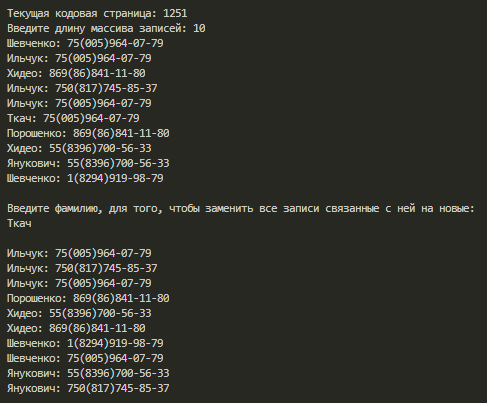 Текущая кодовая страница: 1251
Введите длину массива записей: 10
Шевченко: 75(005)964-07-79
Ильчук: 75(005)964-07-79
Хидео: 869(86)841-11-80
Ильчук: 750(817)745-85-37
Ильчук: 75(005)964-07-79
Ткач: 75(005)964-07-79
Порошенко: 869(86)841-11-80
Хидео: 55(8396)700-56-33
Янукович: 55(8396)700-56-33
Шевченко: 1(8294)919-98-79
Введите фамилию, для того, чтобы заменить все записи связанные с ней на новые:
Ткач
Ильчук: 75(005)964-07-79
Ильчук: 750(817)745-85-37
Ильчук: 75(005)964-07-79
Порошенко: 869(86)841-11-80
Хидео: 55(8396)700-56-33
Хидео: 869(86)841-11-80
Шевченко: 1(8294)919-98-79
Шевченко: 75(005)964-07-79
Янукович: 55(8396)700-56-33
Янукович: 750(817)745-85-37